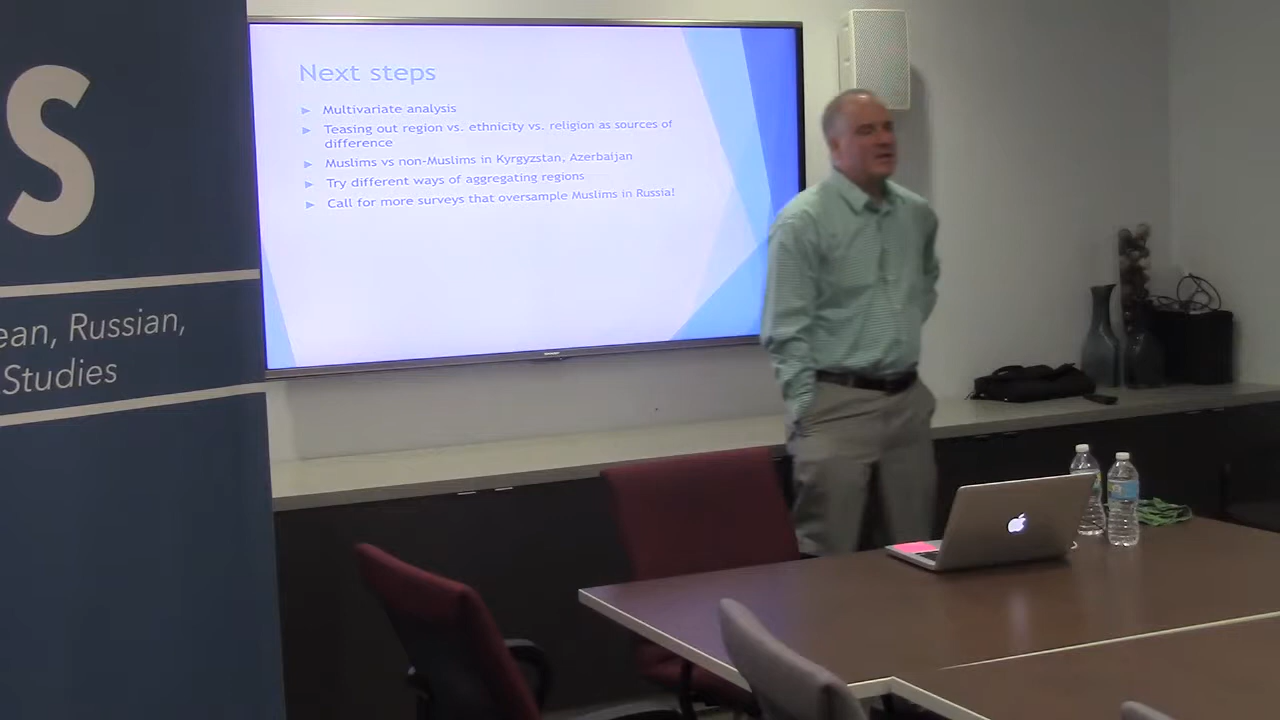 S
ean, Russian,
Studies
Next steps
Multivariate analysis
Teasing out region vs. ethnicity vs. religion as sources of
difference
Muslims vs non-Muslims in Kyrgyzstan, Azerbaijan
Try different ways of aggregating regions
Call for more surveys that oversample Muslims in Russia!